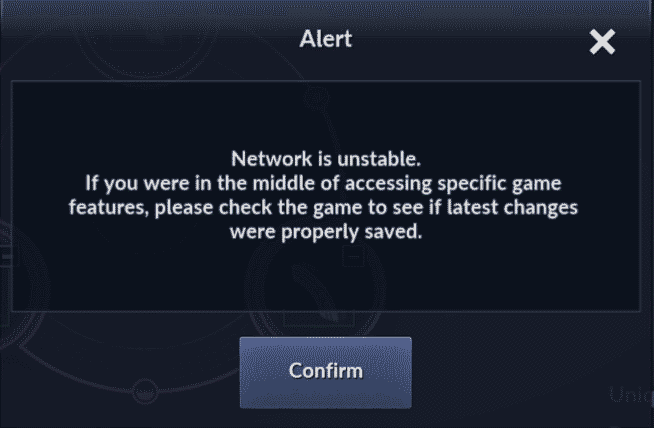 Alert
Network is unstable.
If you were in the middle of accessing specific game
features, please check the game to see if latest changes
were properly saved.
Confirm